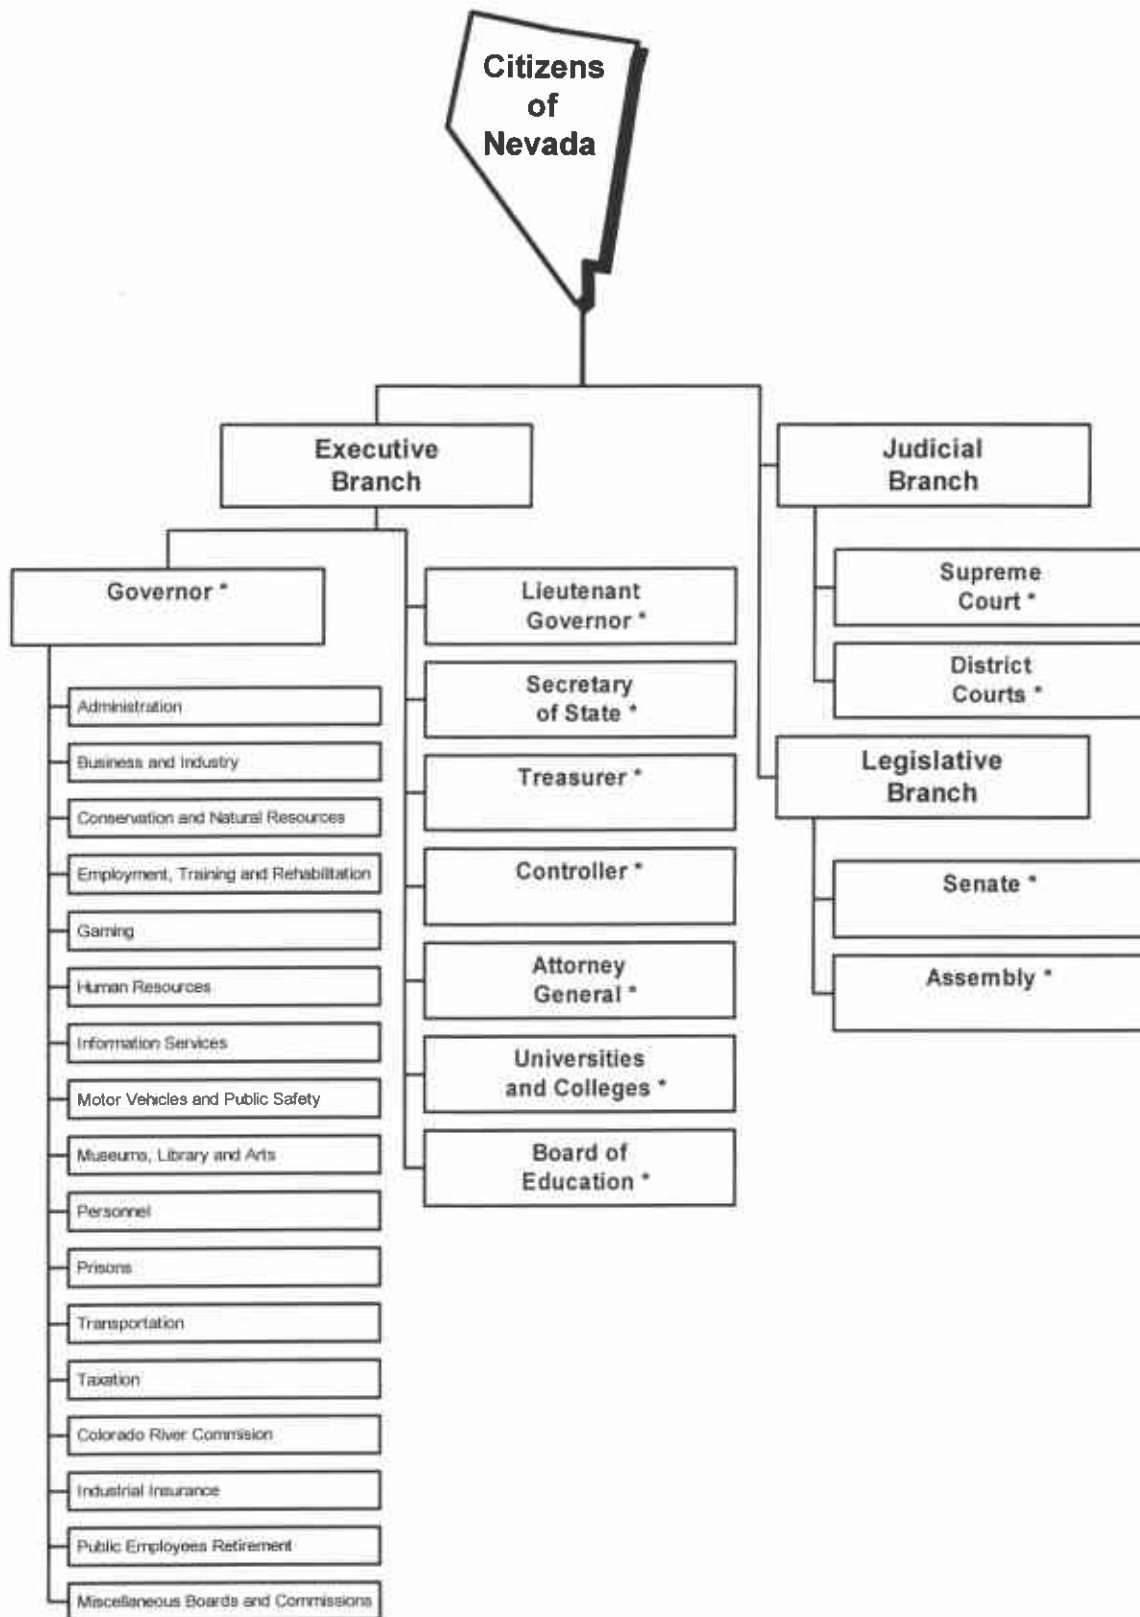 Citizens
of
Nevada
Executive
Branch
Governor *
Administration
Business and Industry
Conservation and Natural Resources
Employment, Training and Rehabilitation
Gaming
Human Resources
Information Services
Motor Vehicles and Public Safety
Museums, Library and Arts
Personnel
Prisons
Transportation
Taxation
Colorado River Commision
Industrial Insurance
Public Employees Retirement
Miscellaneous Boards and Commissions
Lieutenant
Governor *
Secretary
of State *
Treasurer *
Controller *
Attorney
General *
Universities
and Colleges *
Board of
Education *
Judicial
Branch
Supreme
Court *
District
Courts *
Legislative
Branch
Senate *
Assembly *